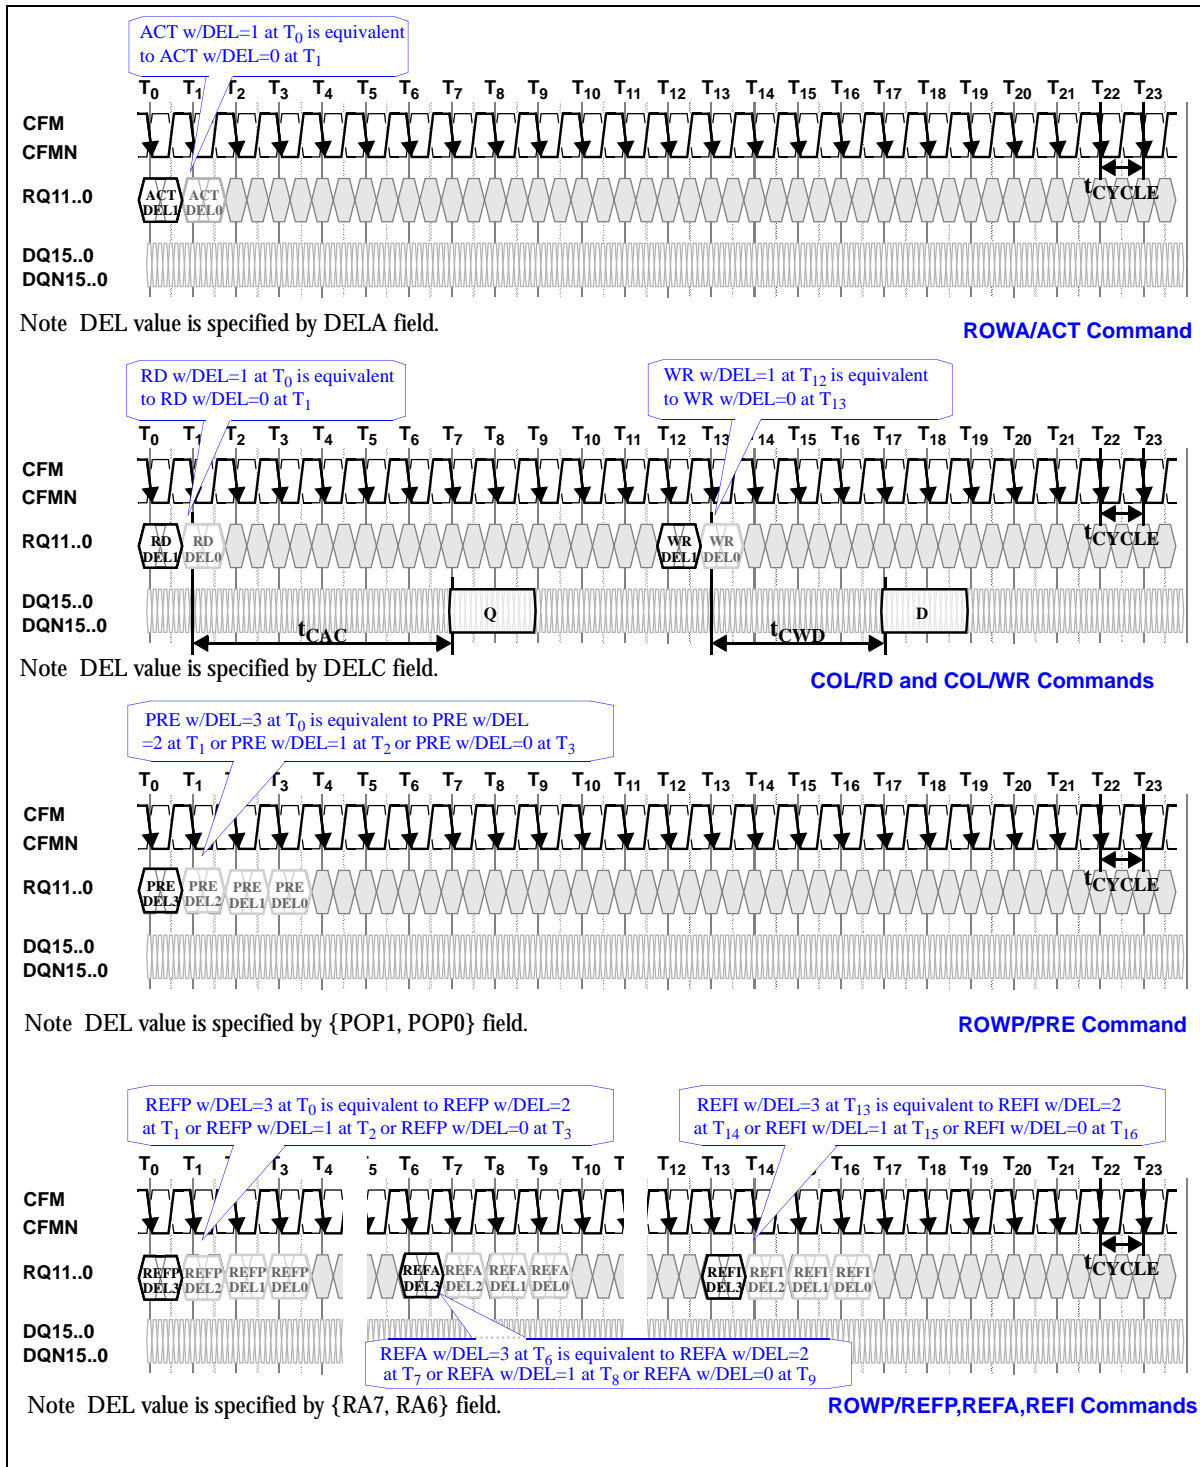 ACT w/DEL=1 at T0 is equivalent
to ACT w/DEL=0 at T1
T0 T1 T2 T3 T4 T5 T6 T7 T8 T9 T10 T11 T12 T13 T14 T15 T16 T17 T18 T19 T20 T21 T22 T23
CFM
CFMN
RQ11..0
ACT DEL1
ACT DEL0
tCYCLE
DQ15..0
DQN15..0
Note DEL value is specified by DELA field.
ROWA/ACT Command
RD w/DEL=1 at T0 is equivalent
to RD w/DEL=0 at T1
WR w/DEL=1 at T12 is equivalent
to WR w/DEL=0 at T13
T0 T1 T2 T3 T4 T5 T6 T7 T8 T9 T10 T11 T12 T13 T14 T15 T16 T17 T18 T19 T20 T21 T22 T23
CFM
CFMN
RQ11..0
RD DEL1
RD DEL0
WR DEL1
WR DEL0
tCYCLE
DQ15..0
DQN15..0
Q
D
tCAC
tCWD
Note DEL value is specified by DELC field.
COL/RD and COL/WR Commands
PRE w/DEL=3 at T0 is equivalent to PRE w/DEL
=2 at T1 or PRE w/DEL=1 at T2 or PRE w/DEL=0 at T3
T0 T1 T3 T4 T5 T6 T7 T8 T9 T10 T11 T12 T13 T14 T15 T16 T17 T18 T19 T20 T21 T22 T23
CFM
CFMN
RQ11..0
PRE DEL3
PRE DEL2
PRE DEL1
PRE DEL0
tCYCLE
DQ15..0
DQN15..0
Note DEL value is specified by {POP1, POP0} field.
ROWP/PRE Command
REFP w/DEL=3 at T0 is equivalent to REFP w/DEL=2
at T1 or REFP w/DEL=1 at T2 or REFP w/DEL=0 at T3
REFI w/DEL=3 at T13 is equivalent to REFI w/DEL=2
at T14 or REFI w/DEL=1 at T15 or REFI w/DEL=0 at T16
T0 T1 T3 T4 5 T6 T7 T8 T9 T10 T T12 T13 T14 T16 T17 T18 T19 T20 T21 T22 T23
CFM
CFMN
RQ11..0
REFP DEL3
REFP DEL2
REFP DEL1
REFP DEL0
REFA DEL3
REFA DEL2
REFA DEL1
REFA DEL0
REFI DEL3
REFI DEL2
REFI DEL1
REFI DEL0
tCYCLE
DQ15..0
DQN15..0
REFA w/DEL=3 at T6 is equivalent to REFA w/DEL=2
at T7 or REFA w/DEL=1 at T8 or REFA w/DEL=0 at T9
Note DEL value is specified by {RA7, RA6} field.
ROWP/REFP,REFA,REFI Commands